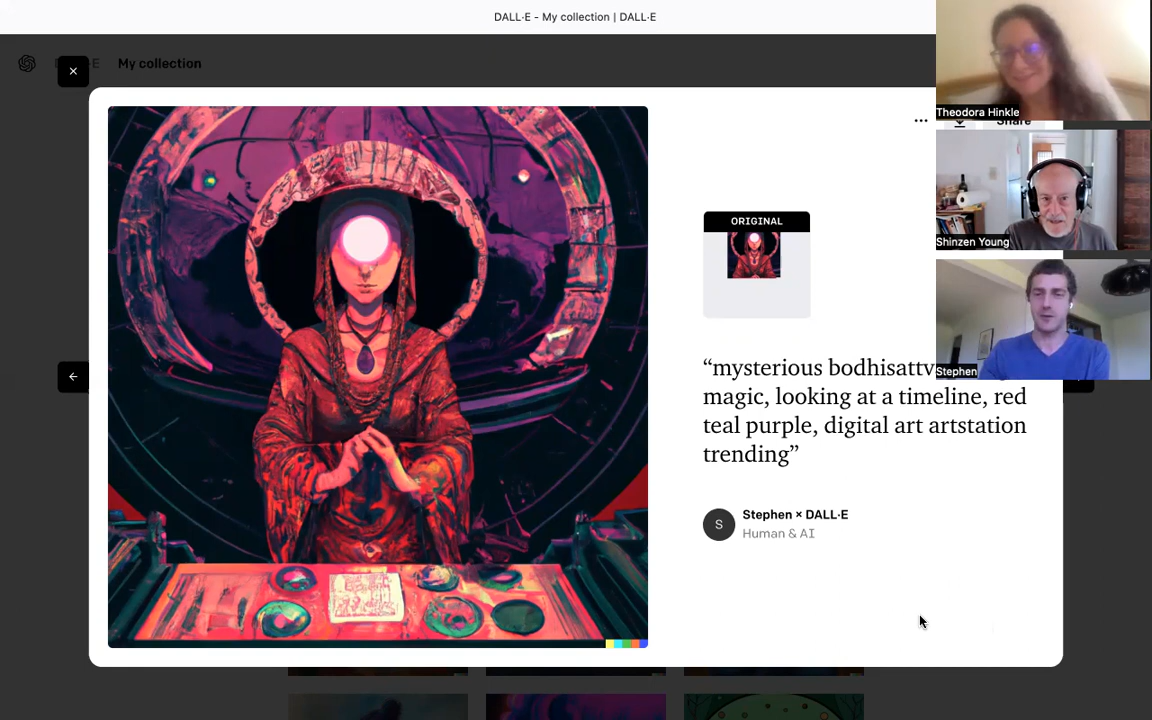 DALL·E - My collection | DALL·E
My collection
Theodora Hinkle
Share
ORIGINAL
Shinzen Young
“mysterious
magic, looking at a timeline, red
teal purple, digital art artstation
trending”
Stephen
S
Stephen × DALL·E
Human & AI